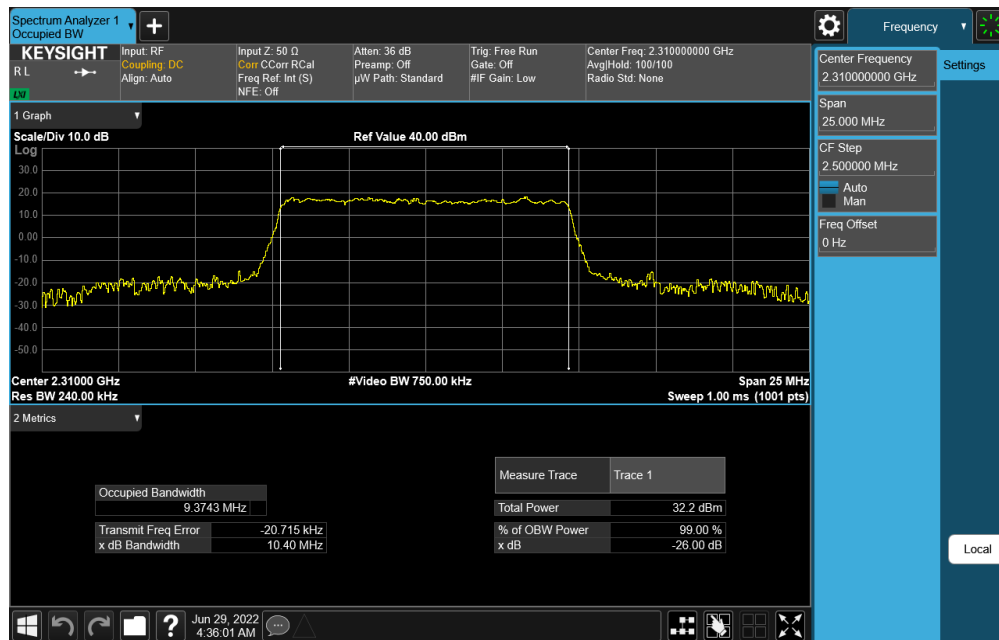 Spectrum Analyzer 1
Occupied BW
+
Frequency
KEYSIGHT
R L
LXI
Input: RF
Coupling: DC
Align: Auto
Input Z: 50 Ω
Corr CCorr RCal
Freq Ref: Int (S)
NFE: Off
Atten: 36 dB
Preamp: Off
µW Path: Standard
Trig: Free Run
Gate: Off
#IF Gain: Low
Center Freq: 2.310000000 GHz
Avg|Hold: 100/100
Radio Std: None
Center Frequency
2.310000000 GHz
Settings
Span
25.000 MHz
CF Step
2.500000 MHz
Auto
Man
Freq Offset
0 Hz
Local
1 Graph
Scale/Div 10.0 dB
Ref Value 40.00 dBm
Log
30.0
20.0
10.0
0.00
-10.0
-20.0
-30.0
-40.0
-50.0
Center 2.31000 GHz
#Video BW 750.00 kHz
Span 25 MHz
Res BW 240.00 kHz
Sweep 1.00 ms (1001 pts)
2 Metrics
Measure Trace Trace 1
Occupied Bandwidth
9.3743 MHz
Total Power 32.2 dBm
Transmit Freq Error -20.715 kHz
% of OBW Power 99.00 %
x dB Bandwidth 10.40 MHz
x dB -26.00 dB
?
Jun 29, 2022
4:36:01 AM